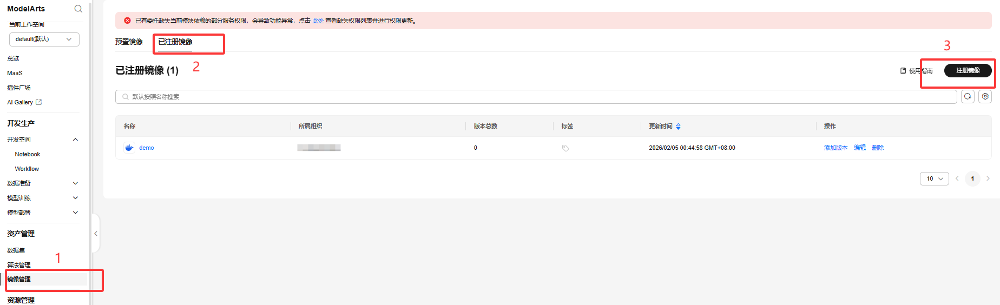 ModelArts
当前工作空间
default(默认)
总览
MaaS
插件广场
AI Gallery
开发生产
开发空间
Notebook
Workflow
数据准备
模型训练
模型部署
资产管理
数据集
1
算法管理
镜像管理
资源管理
已有委托缺失当前模块依赖的部分服务权限，会导致功能异常，点击 此处 查看缺失权限列表并进行权限更新。
预置镜像 已注册镜像
2
3
已注册镜像 (1)
使用指南 注册镜像
默认按照名称搜索
名称 所属组织 版本总数 标签 更新时间 操作
demo 0 2026/02/05 00:44:58 GMT+08:00 添加版本 编辑 删除
10 1